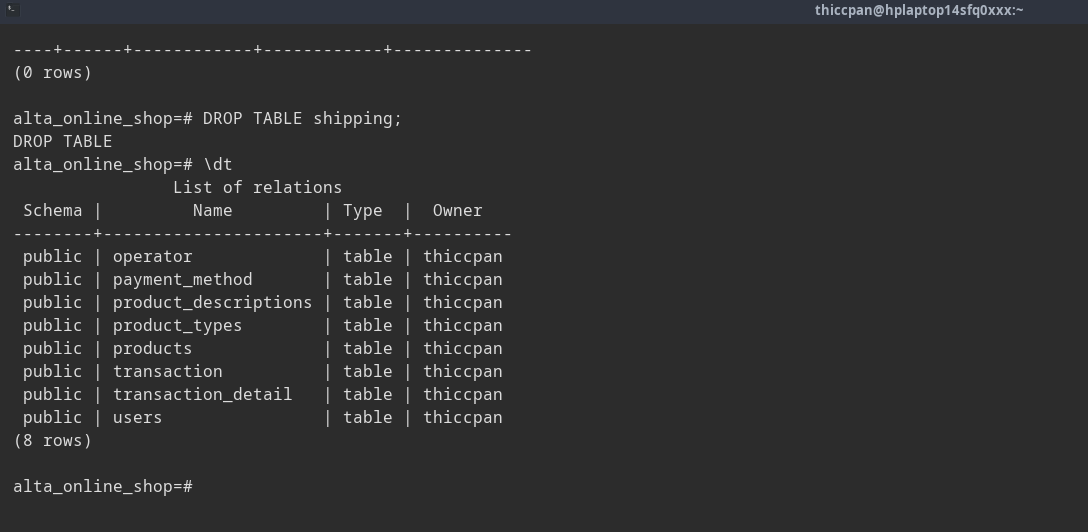 thiccpan@hplaptop14sfq0xxx:~
----+------+------------+------------+--------------
(0 rows)

alta_online_shop=# DROP TABLE shipping;
DROP TABLE
alta_online_shop=# \dt
                List of relations
 Schema |         Name         | Type  |  Owner
--------+----------------------+-------+----------
 public | operator             | table | thiccpan
 public | payment_method       | table | thiccpan
 public | product_descriptions | table | thiccpan
 public | product_types        | table | thiccpan
 public | products             | table | thiccpan
 public | transaction          | table | thiccpan
 public | transaction_detail   | table | thiccpan
 public | users                | table | thiccpan
(8 rows)

alta_online_shop=#